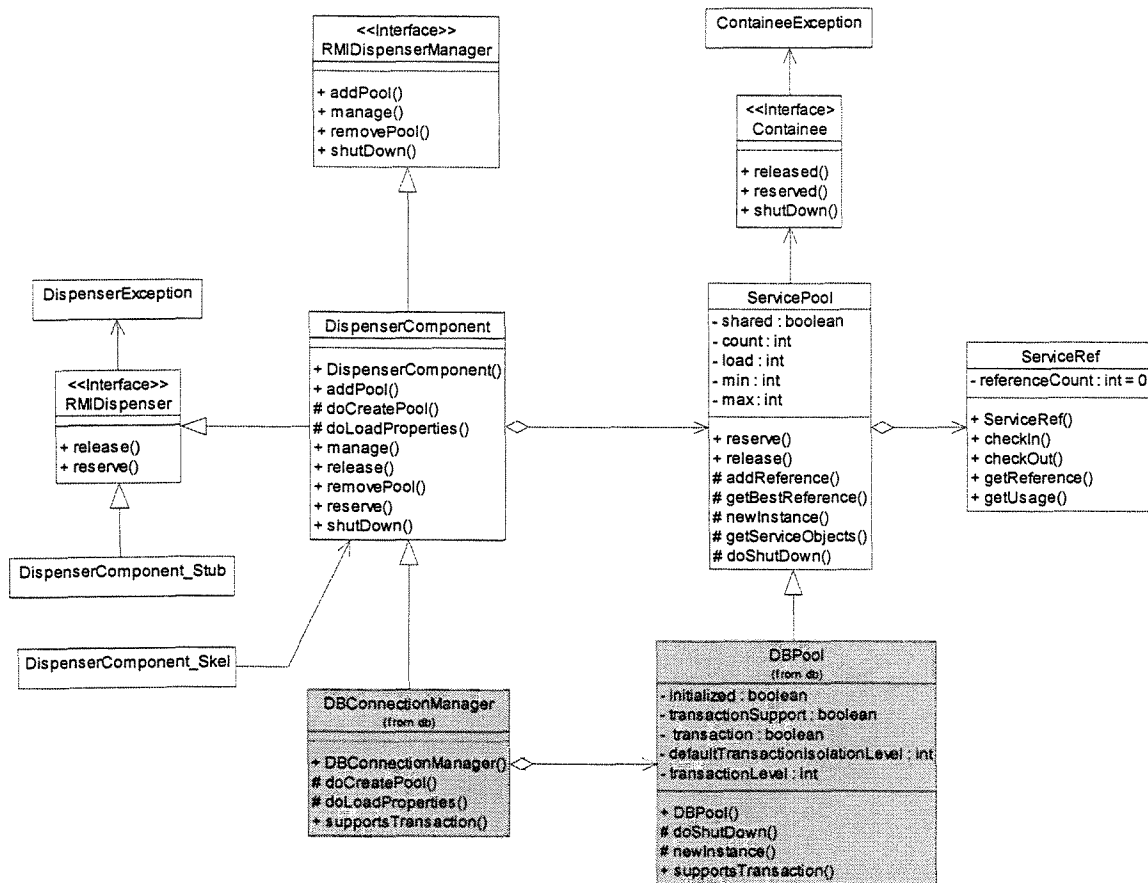 <<Interface>>
RMIDispenserManager
+ addPool()
+ manage()
+ removePool()
+ shutDown()
ContaineeException
<<Interface>
Containee
+ released()
+ reserved()
+ shutDown()
DispenserException
<<Interface>>
RMIDispenser
+ release()
+ reserve()
DispenserComponent_Stub
DispenserComponent_Skel
DispenserComponent
+ DispenserComponent()
+ addPool()
# doCreatePool()
# doLoadProperties()
+ manage()
+ release()
+ removePool()
+ reserve()
+ shutDown()
ServicePool
- shared : boolean
- count : int
- load : int
- min : int
- max : int
+ reserve()
+ release()
# addReference()
# getBestReference()
# newInstance()
# getServiceObjects()
# doShutDown()
ServiceRef
- referenceCount : int = 0
+ ServiceRef()
+ checkIn()
+ checkOut()
+ getReference()
+ getUsage()
DBConnectionManager
(from db)
+ DBConnectionManager()
# doCreatePool()
# doLoadProperties()
+ supportsTransaction()
DBPool
(from db)
- initialized : boolean
- transactionSupport : boolean
- transaction : boolean
- defaultTransactionIsolationLevel : int
- transactionLevel : int
+ DBPool()
# doShutDown()
# newInstance()
+ supportsTransaction()